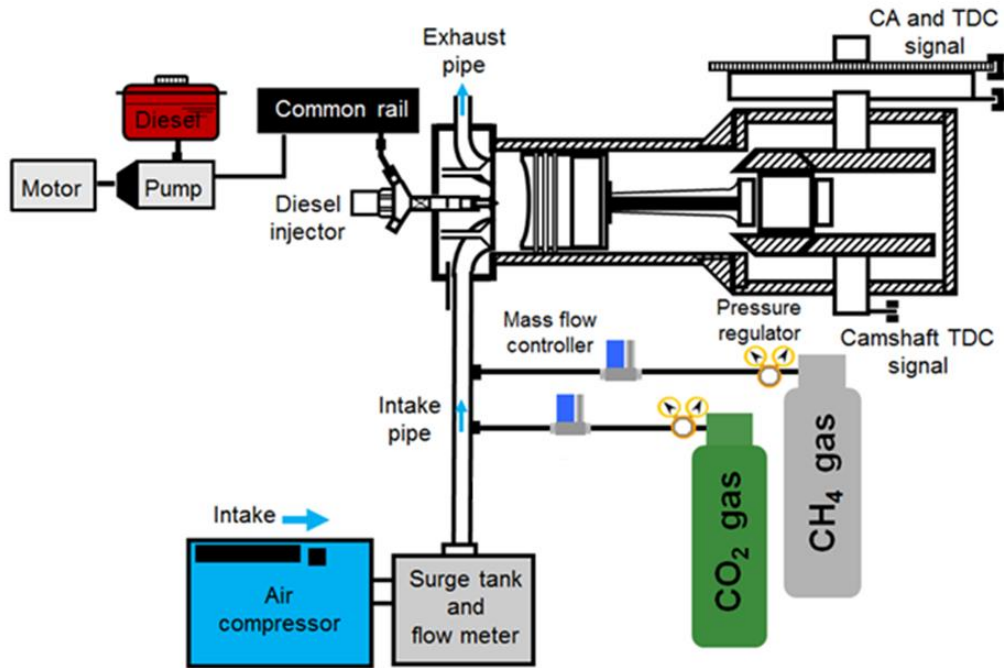 Exhaust
pipe
CA and TDC
signal
Diesel
Common rail
Motor
Pump
Diesel
injector
Mass flow
controller
Pressure
regulator
Camshaft TDC
signal
Intake
pipe
CO₂ gas
CH₄ gas
Intake
Air
compressor
Surge tank
and
flow meter